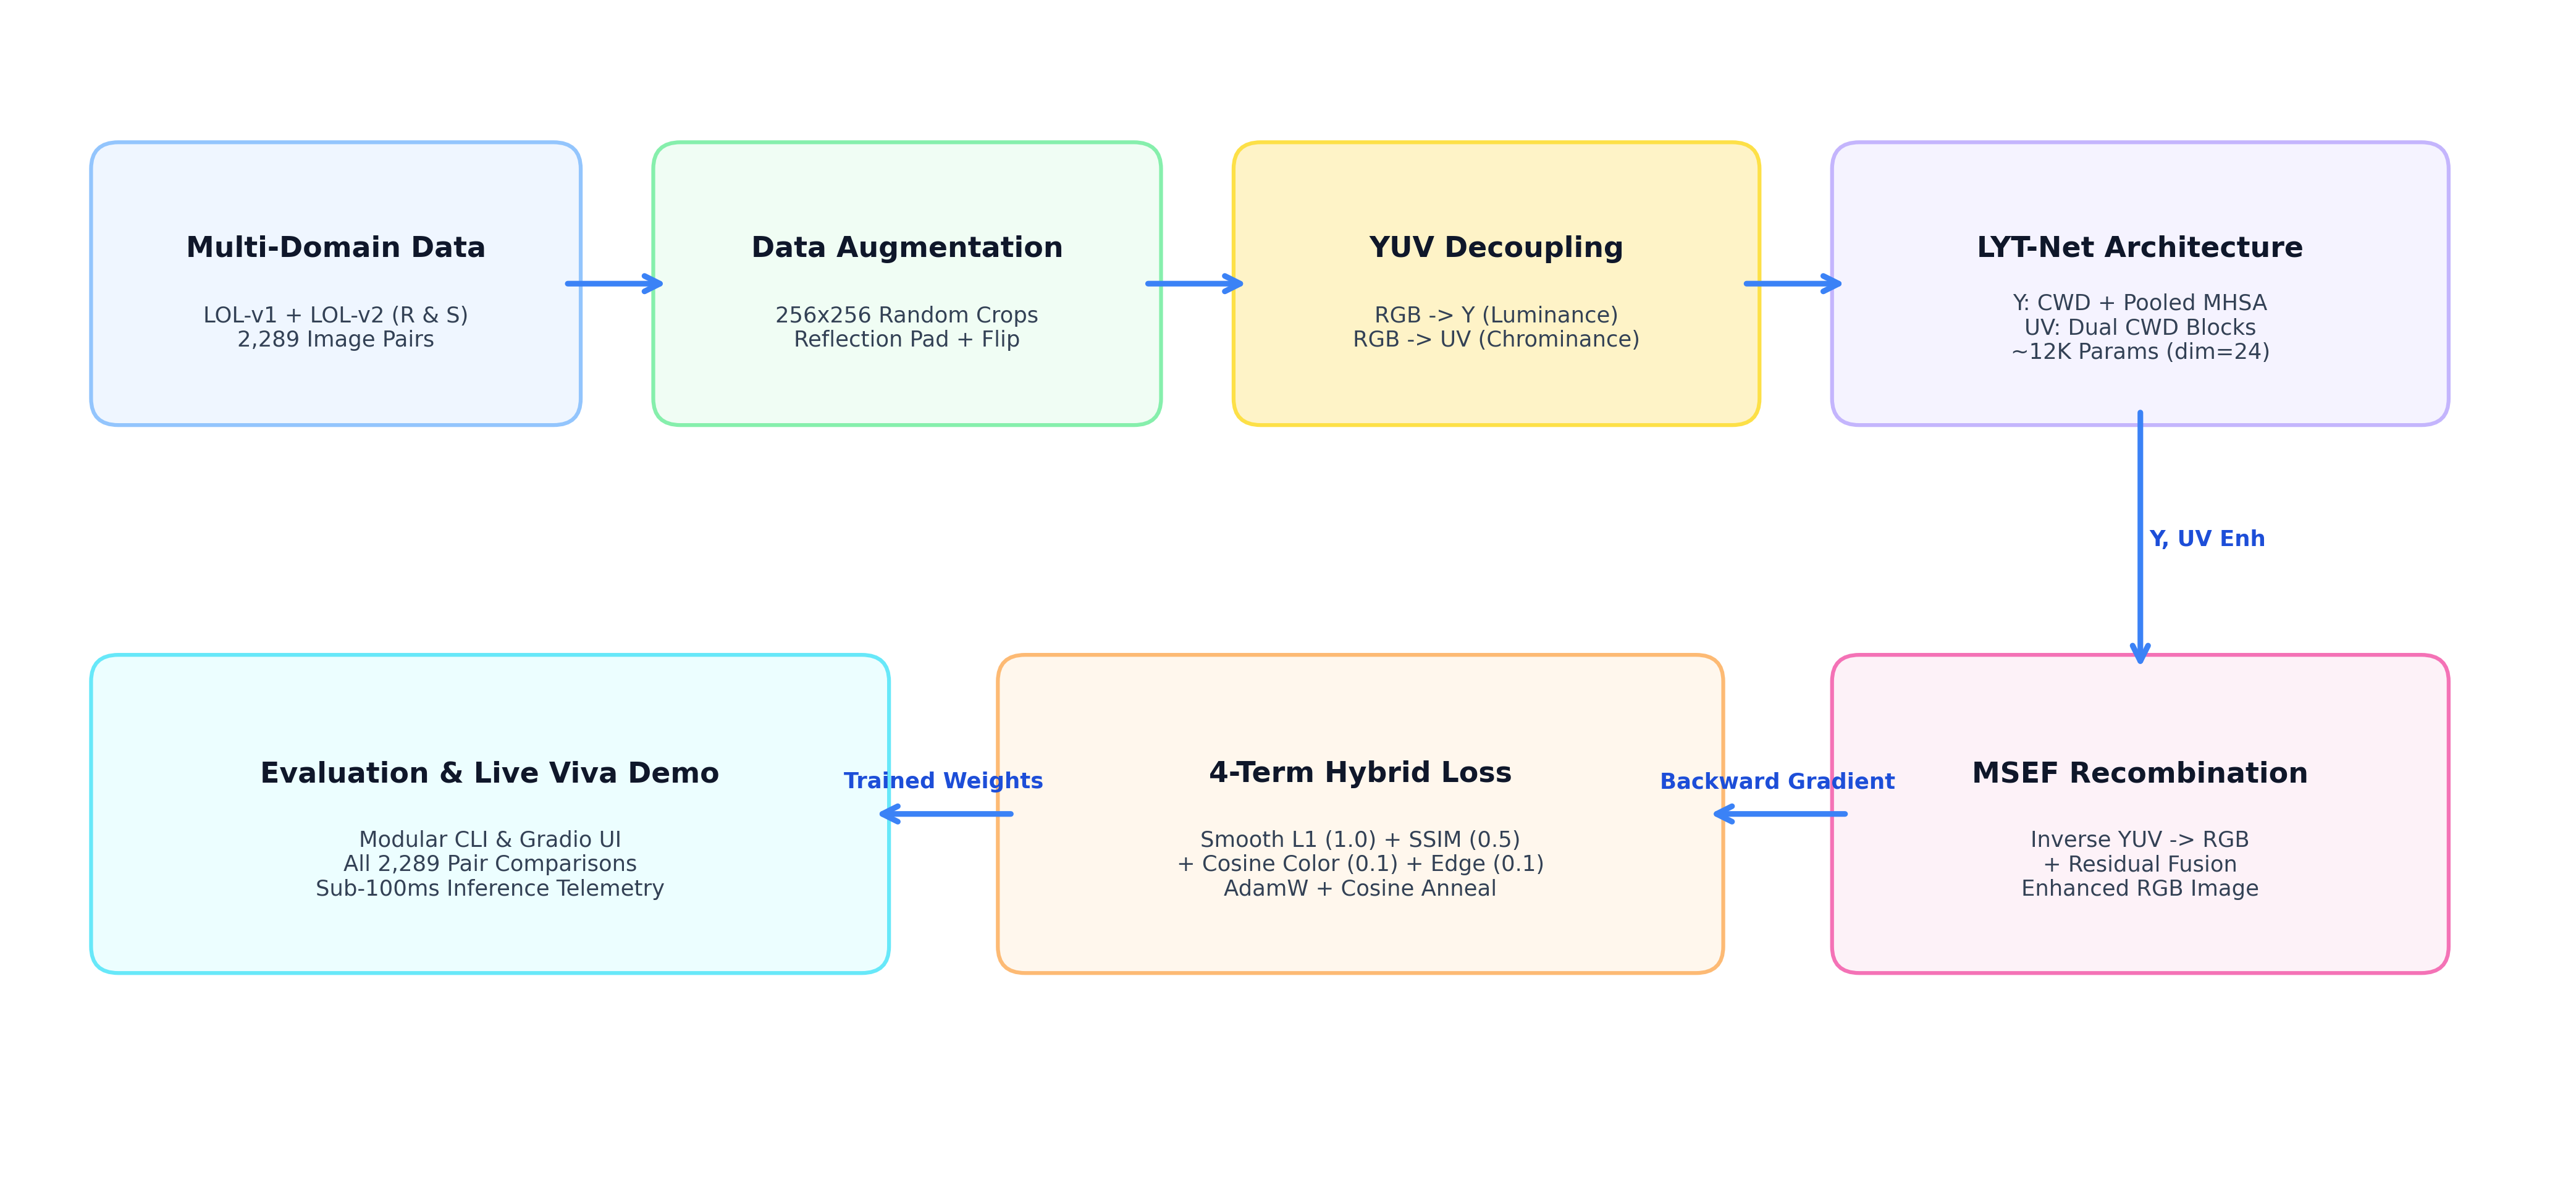 Multi-Domain Data
LOL-v1 + LOL-v2 (R & S)
2,289 Image Pairs
Data Augmentation
256x256 Random Crops
Reflection Pad + Flip
YUV Decoupling
RGB -> Y (Luminance)
RGB -> UV (Chrominance)
LYT-Net Architecture
Y: CWD + Pooled MHSA
UV: Dual CWD Blocks
~12K Params (dim=24)
Y, UV Enh
MSEF Recombination
Inverse YUV -> RGB
+ Residual Fusion
Enhanced RGB Image
Backward Gradient
4-Term Hybrid Loss
Smooth L1 (1.0) + SSIM (0.5)
+ Cosine Color (0.1) + Edge (0.1)
AdamW + Cosine Anneal
Trained Weights
Evaluation & Live Viva Demo
Modular CLI & Gradio UI
All 2,289 Pair Comparisons
Sub-100ms Inference Telemetry